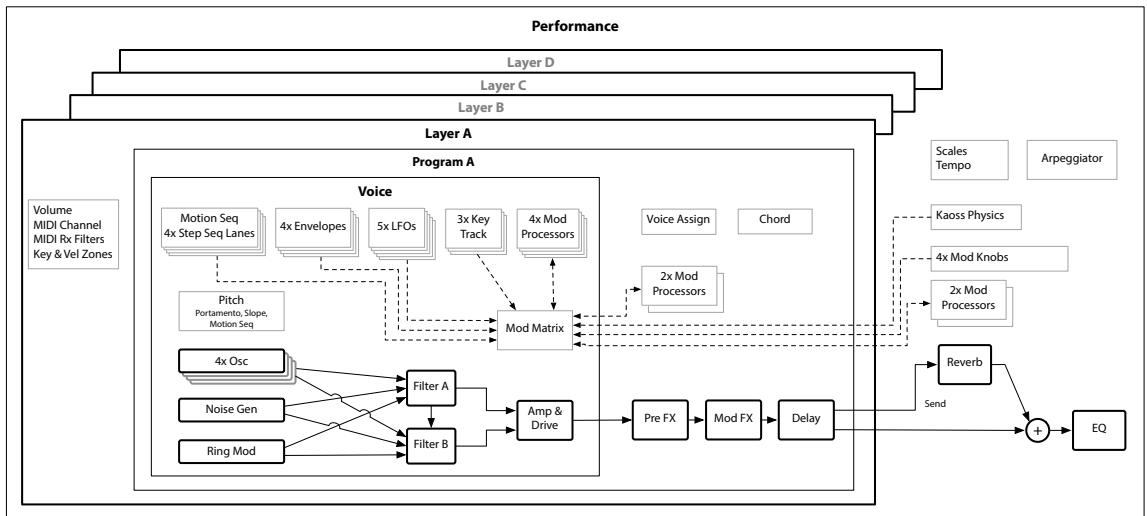 Performance
Layer D
Layer C
Layer B
Layer A
Program A
Voice
Volume
MIDI Channel
MIDI Rx Filters
Key & Vel Zones
Motion Seq
4x Step Seq Lanes
4x Envelopes
5x LFOs
3x Key
Track
4x Mod
Processors
Voice Assign
Chord
Scales
Tempo
Arpeggiator
Kaoss Physics
4x Mod Knobs
2x Mod
Processors
2x Mod
Processors
Pitch
Portamento, Slope,
Motion Seq
Mod Matrix
4x Osc
Noise Gen
Ring Mod
Filter A
Filter B
Amp &
Drive
Pre FX
Mod FX
Delay
Send
Reverb
+
EQ